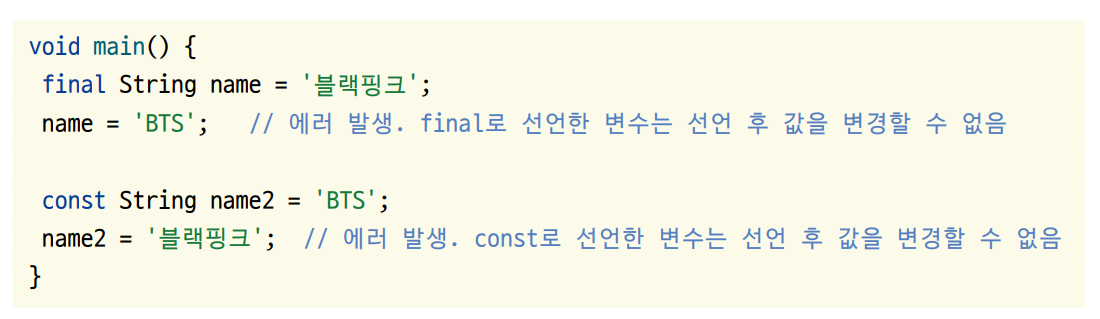 void main() {
final String name = '블랙핑크';
name = 'BTS'; // 에러 발생. final로 선언한 변수는 선언 후 값을 변경할 수 없음
const String name2 = 'BTS';
name2 = '블랙핑크'; // 에러 발생. const로 선언한 변수는 선언 후 값을 변경할 수 없음
}